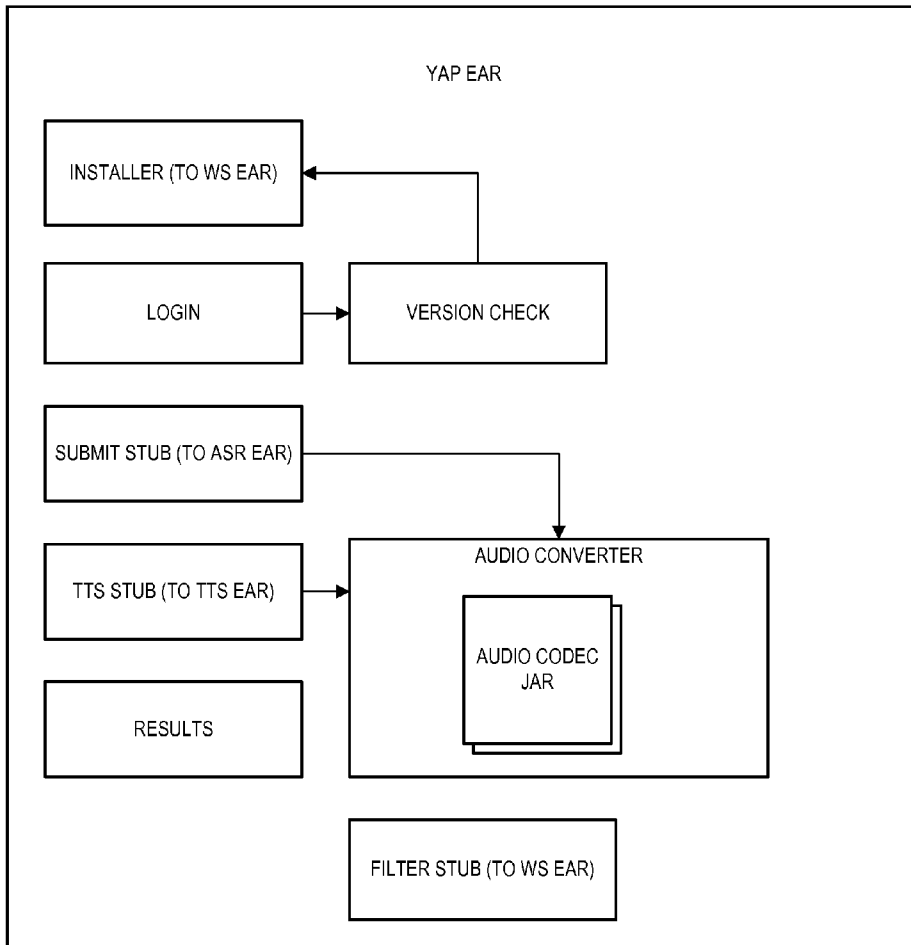 YAP EAR
INSTALLER (TO WS EAR)
LOGIN
VERSION CHECK
SUBMIT STUB (TO ASR EAR)
AUDIO CONVERTER
TTS STUB (TO TTS EAR)
AUDIO CODEC
JAR
RESULTS
FILTER STUB (TO WS EAR)